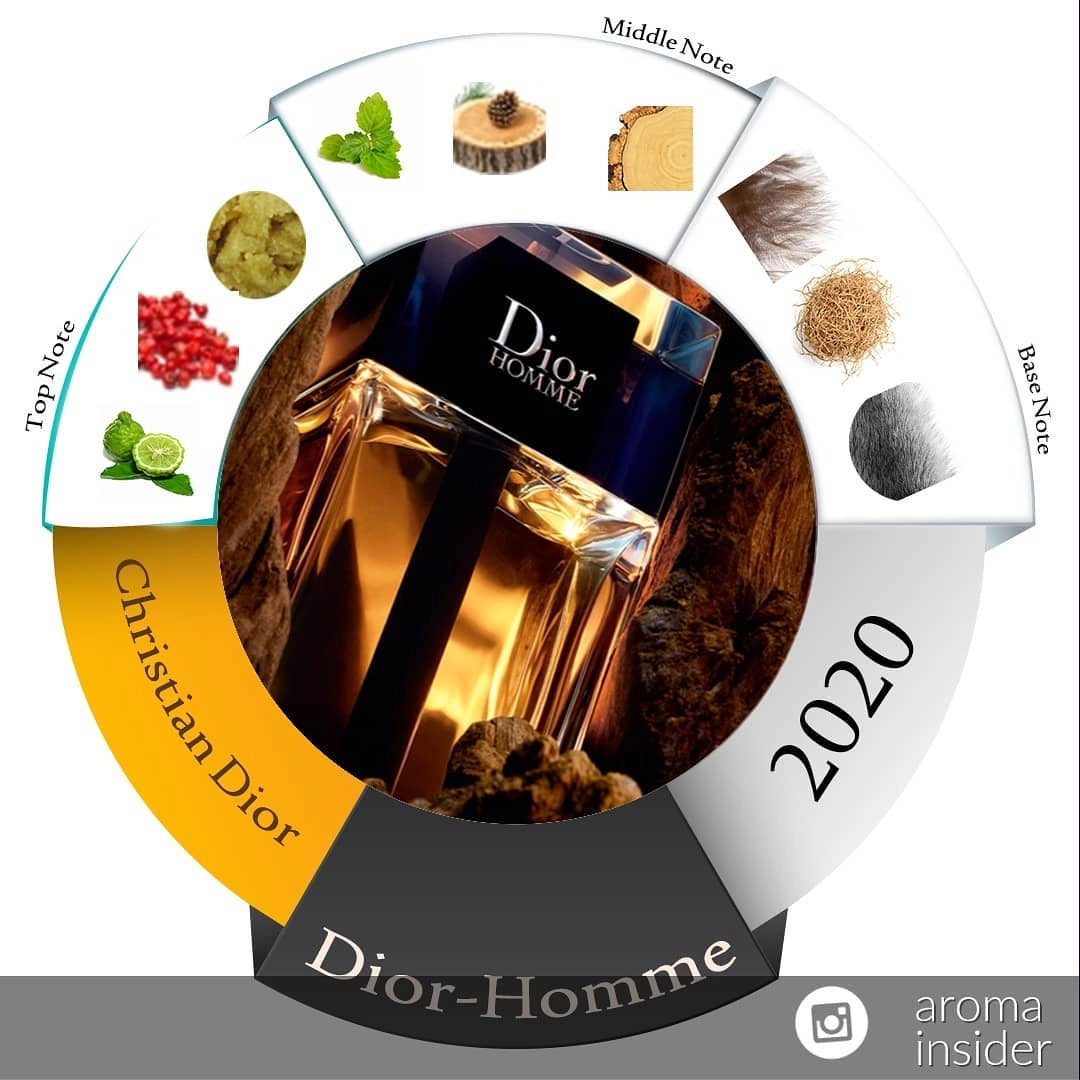 Middle Note
Top Note
Base Note
Dior
HOMME
Christian Dior
2020
Dior-Homme
aroma
insider